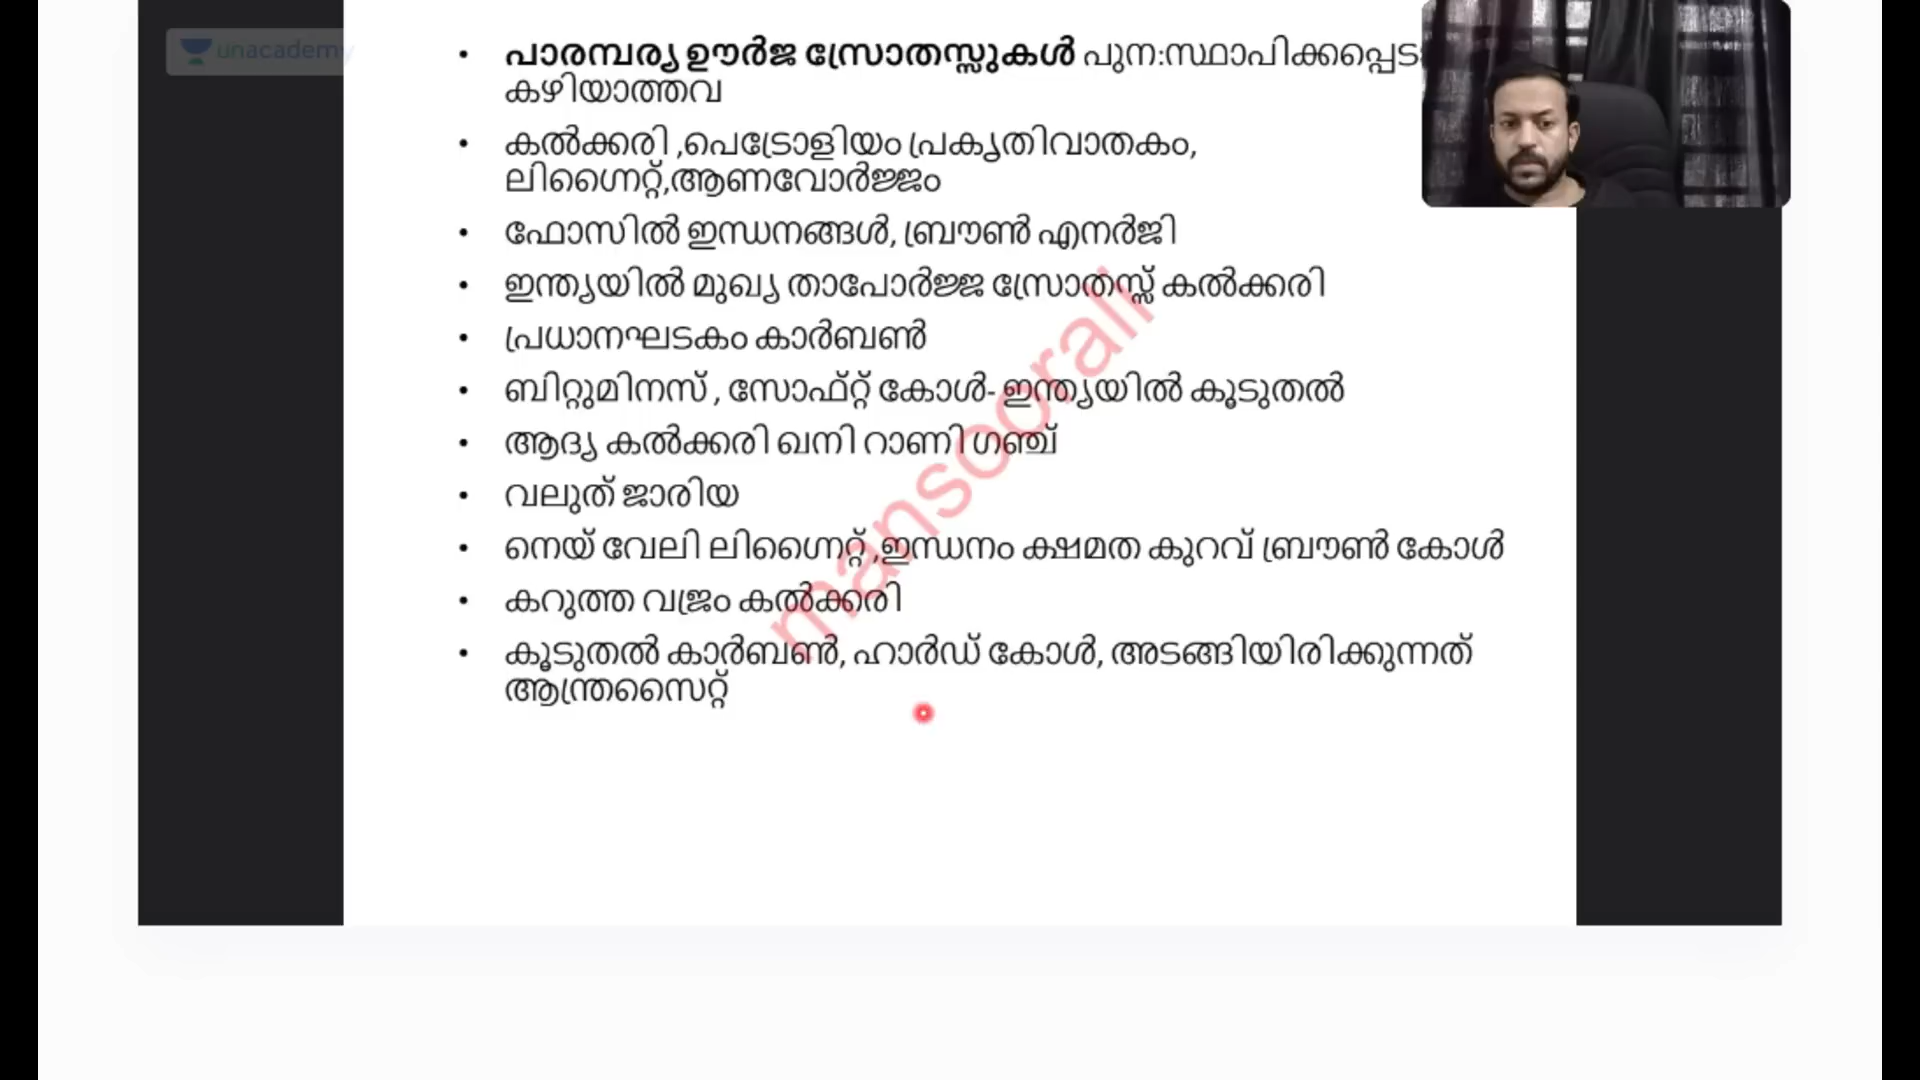 unacademy
പാരമ്പര്യ ഊർജ സ്രോതസ്സുകൾ പുന:സ്ഥാപിക്കപ്പെട
കഴിയാത്തവ
കൽക്കരി ,പെട്രോളിയം പ്രകൃതിവാതകം,
ലിഗ്നൈറ്റ്,ആണവോർജ്ജം
ഫോസിൽ ഇന്ധനങ്ങൾ, ബ്രൗൺ എനർജി
ഇന്ത്യയിൽ മുഖ്യ താപോർജ്ജ സ്രോതസ്സ് കൽക്കരി
പ്രധാനഘടകം കാർബൺ
ബിറ്റുമിനസ് , സോഫ്റ്റ് കോൾ- ഇന്ത്യയിൽ കൂടുതൽ
ആദ്യ കൽക്കരി ഖനി റാണി ഗഞ്ച്
വലുത് ജാരിയ
നെയ് വേലി ലിഗ്നൈറ്റ് ,ഇന്ധനം ക്ഷമത കുറവ് ബ്രൗൺ കോൾ
കറുത്ത വജ്രം കൽക്കരി
കൂടുതൽ കാർബൺ, ഹാർഡ് കോൾ, അടങ്ങിയിരിക്കുന്നത്
ആന്ത്രസൈറ്റ്
mansoorali